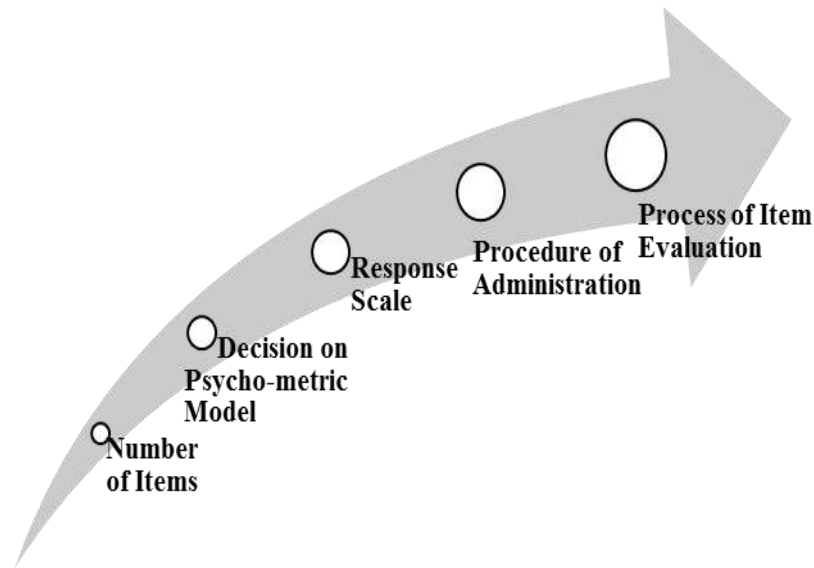 Number
of Items
Decision on
Psycho-metric
Model
Response
Scale
Procedure of
Administration
Process of Item
Evaluation